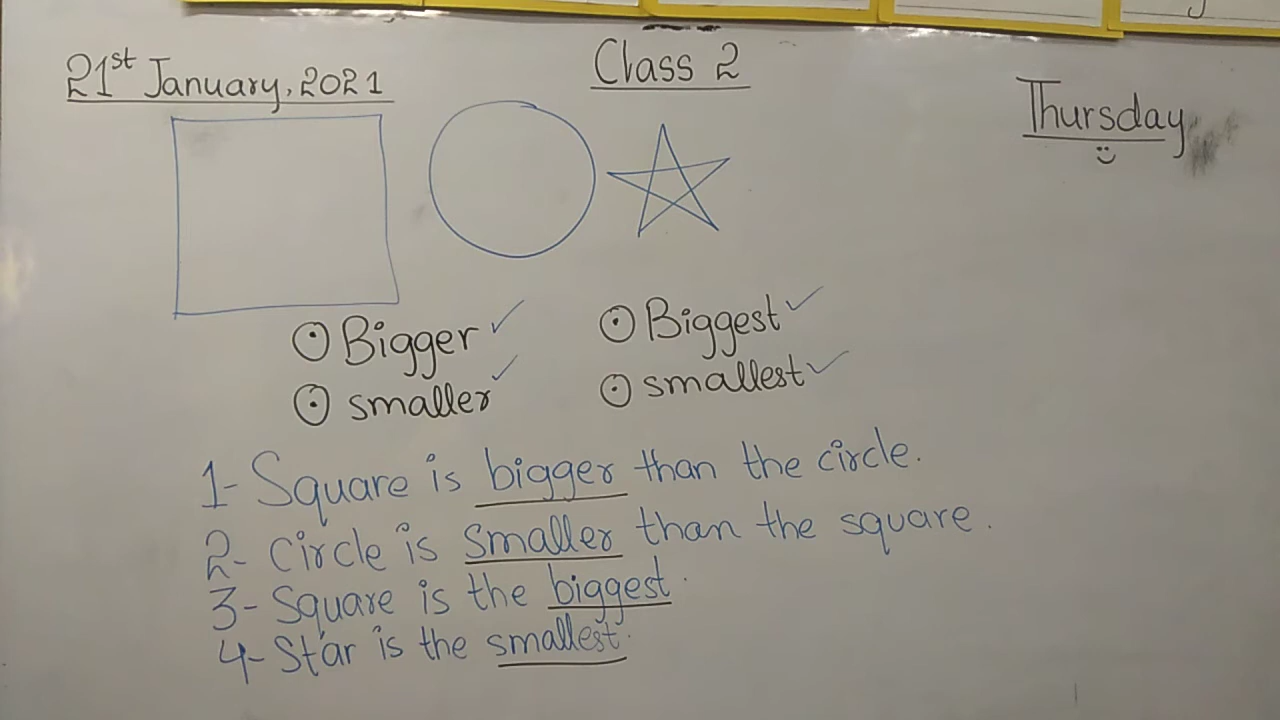 21st January, 2021
Class 2
Thursday
Bigger
Biggest
smaller
smallest
1- Square is bigger than the circle.
2- Circle is smaller than the square.
3- Square is the biggest.
4- Star is the smallest.